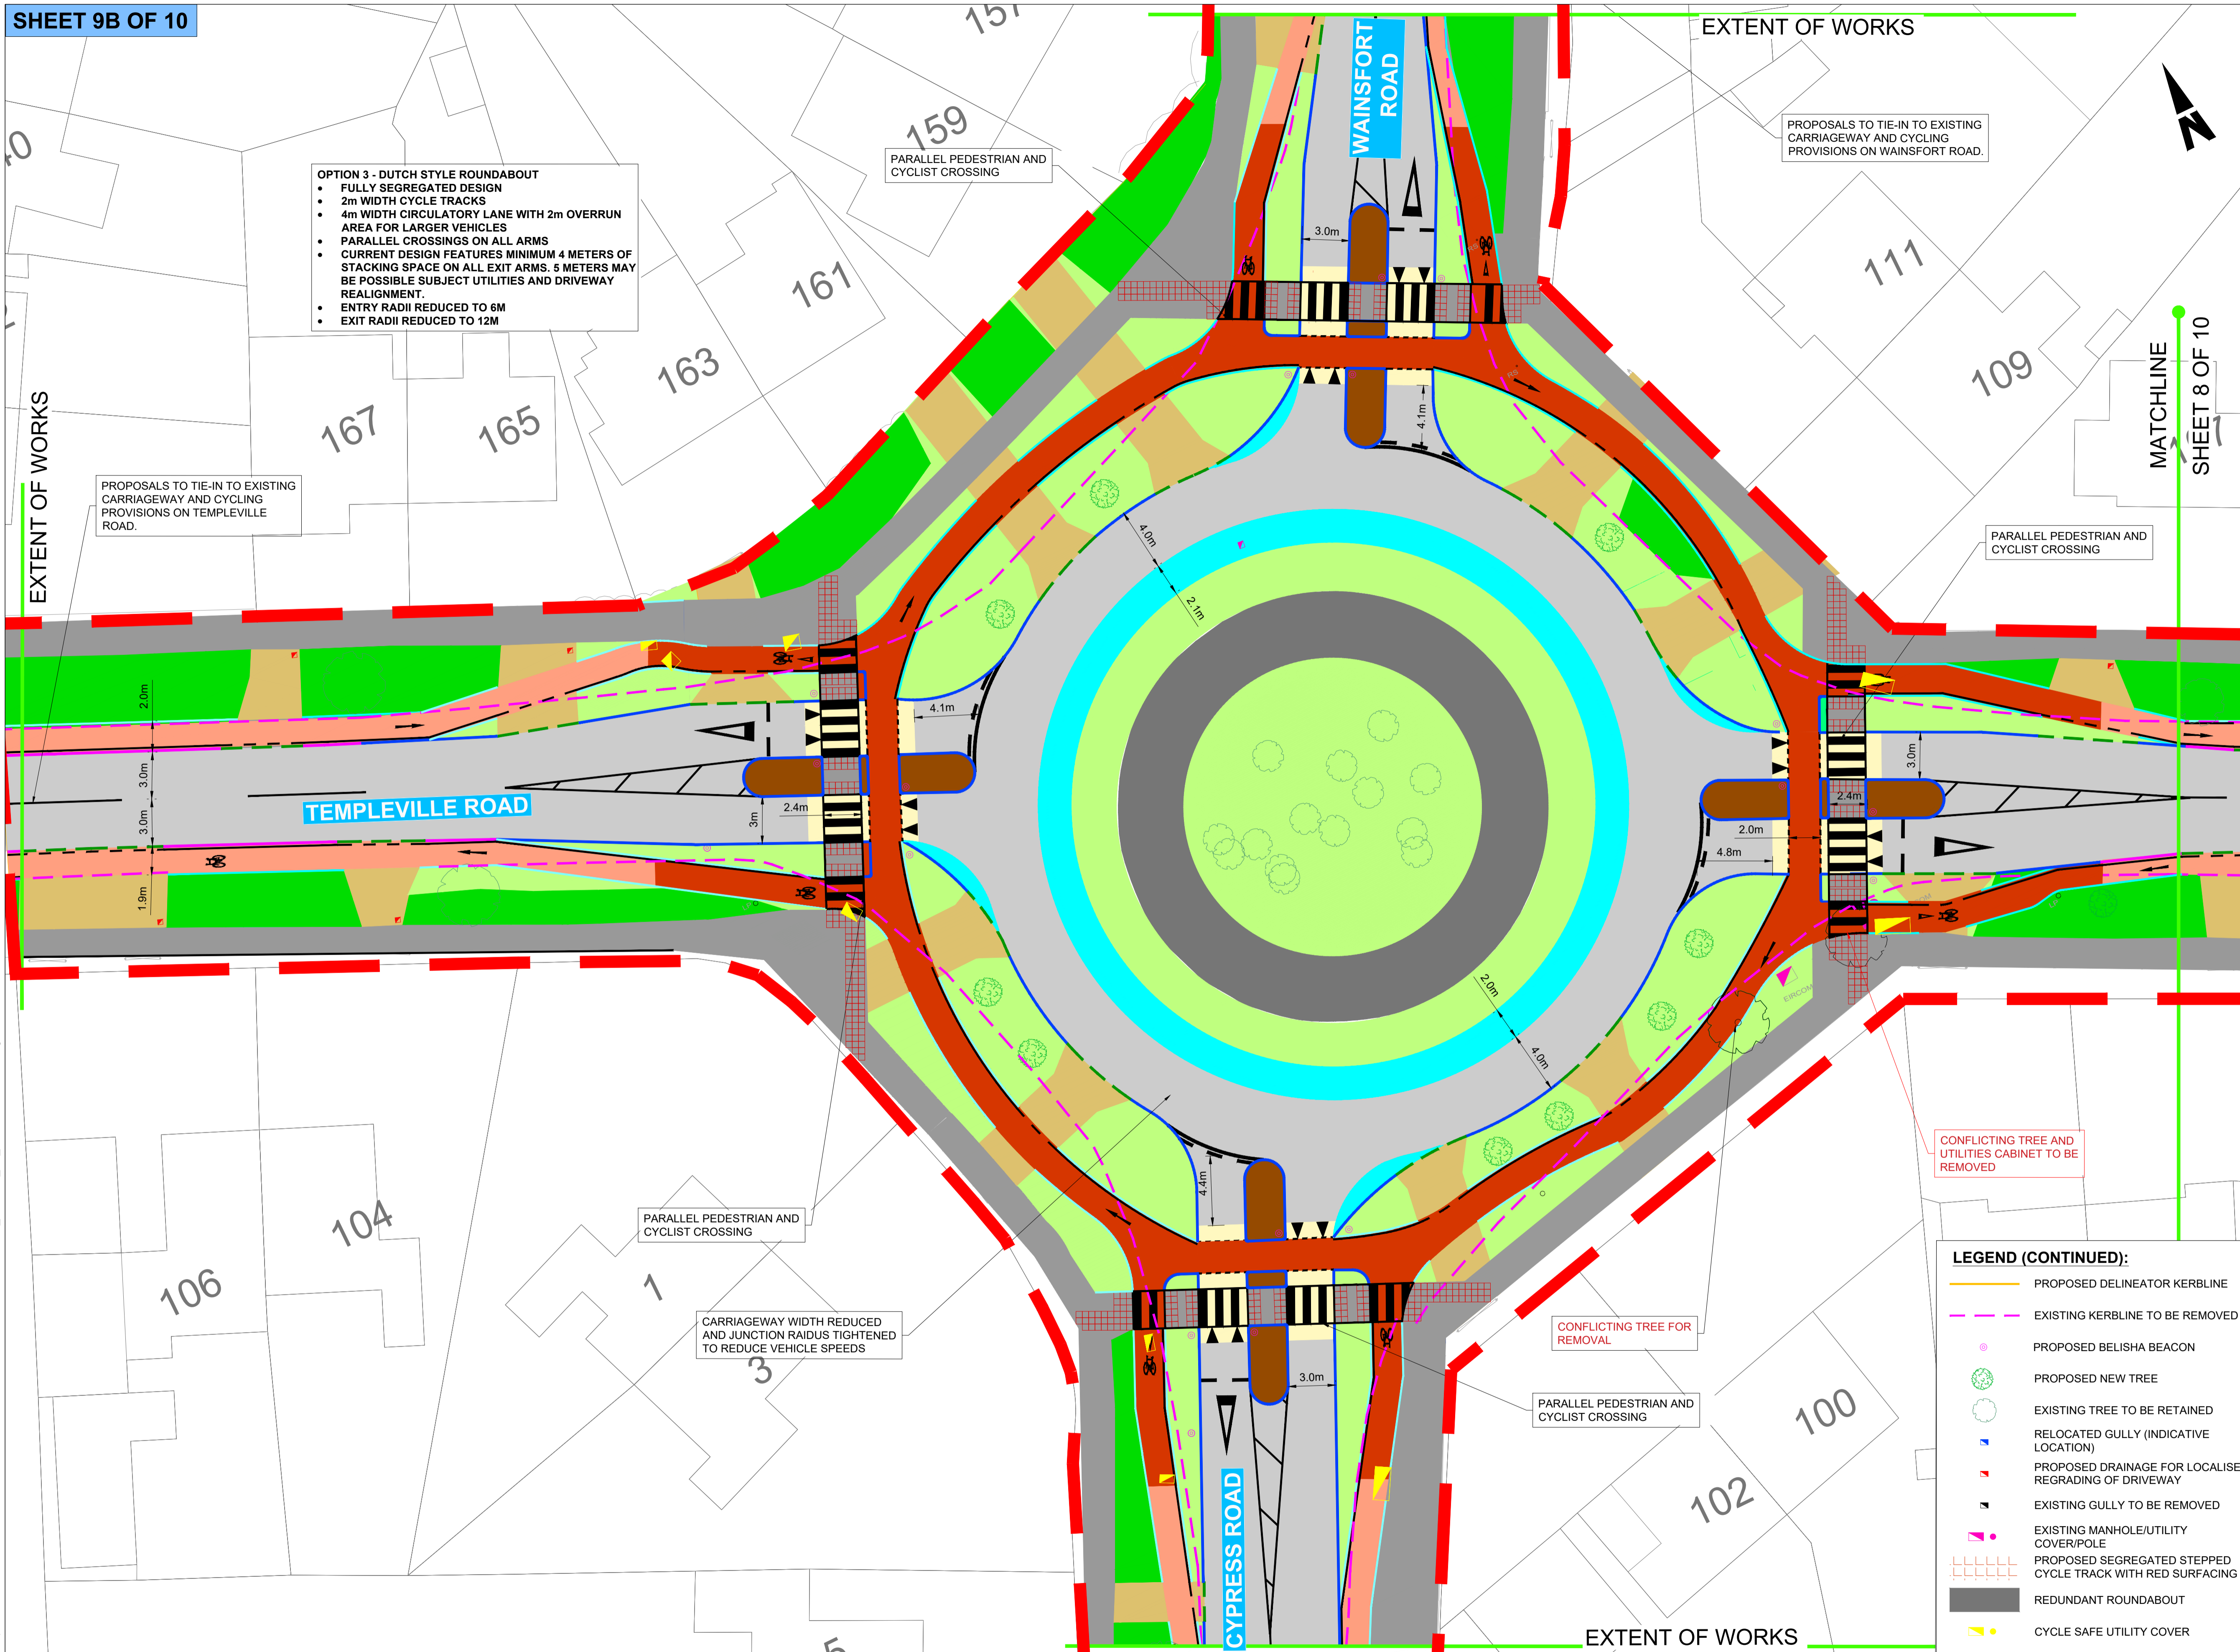 SHEET 9B OF 10
EXTENT OF WORKS
WAINSFORT
ROAD
157
159
161
163
165
167
40
111
109
PARALLEL PEDESTRIAN AND
CYCLIST CROSSING
PROPOSALS TO TIE-IN TO EXISTING
CARRIAGEWAY AND CYCLING
PROVISIONS ON WAINSFORT ROAD.
N
OPTION 3 - DUTCH STYLE ROUNDABOUT
• FULLY SEGREGATED DESIGN
• 2m WIDTH CYCLE TRACKS
• 4m WIDTH CIRCULATORY LANE WITH 2m OVERRUN
AREA FOR LARGER VEHICLES
• PARALLEL CROSSINGS ON ALL ARMS
• CURRENT DESIGN FEATURES MINIMUM 4 METERS OF
STACKING SPACE ON ALL EXIT ARMS. 5 METERS MAY
BE POSSIBLE SUBJECT UTILITIES AND DRIVEWAY
REALIGNMENT.
• ENTRY RADII REDUCED TO 6M
• EXIT RADII REDUCED TO 12M
3.0m
RS
4.1m
MATCHLINE
SHEET 8 OF 10
EXTENT OF WORKS
PROPOSALS TO TIE-IN TO EXISTING
CARRIAGEWAY AND CYCLING
PROVISIONS ON TEMPLEVILLE
ROAD.
PARALLEL PEDESTRIAN AND
CYCLIST CROSSING
4.0m
2.1m
2.0m
3.0m
3.0m
1.9m
TEMPLEVILLE ROAD
4.1m
2.4m
3m
3.0m
2.4m
2.0m
4.8m
EIRCOM
2.0m
4.0m
CONFLICTING TREE AND
UTILITIES CABINET TO BE
REMOVED
4.4m
PARALLEL PEDESTRIAN AND
CYCLIST CROSSING
CARRIAGEWAY WIDTH REDUCED
AND JUNCTION RAIDUS TIGHTENED
TO REDUCE VEHICLE SPEEDS
CONFLICTING TREE FOR
REMOVAL
PARALLEL PEDESTRIAN AND
CYCLIST CROSSING
3.0m
CYPRESS ROAD
104
106
1
3
5
100
102
EXTENT OF WORKS
LEGEND (CONTINUED):
PROPOSED DELINEATOR KERBLINE
EXISTING KERBLINE TO BE REMOVED
PROPOSED BELISHA BEACON
PROPOSED NEW TREE
EXISTING TREE TO BE RETAINED
RELOCATED GULLY (INDICATIVE
LOCATION)
PROPOSED DRAINAGE FOR LOCALISE
REGRADING OF DRIVEWAY
EXISTING GULLY TO BE REMOVED
EXISTING MANHOLE/UTILITY
COVER/POLE
PROPOSED SEGREGATED STEPPED
CYCLE TRACK WITH RED SURFACING
REDUNDANT ROUNDABOUT
CYCLE SAFE UTILITY COVER